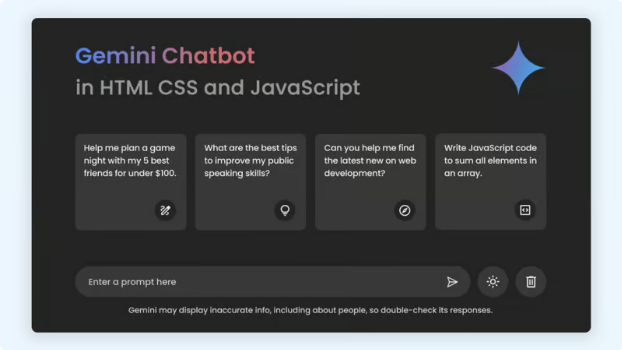 Gemini Chatbot
in HTML CSS and JavaScript
Help me plan a game
night with my 5 best
friends for under $100.
What are the best tips
to improve my public
speaking skills?
Can you help me find
the latest new on web
development?
Write JavaScript code
to sum all elements in
an array.
Enter a prompt here
Gemini may display inaccurate info, including about people, so double-check its responses.